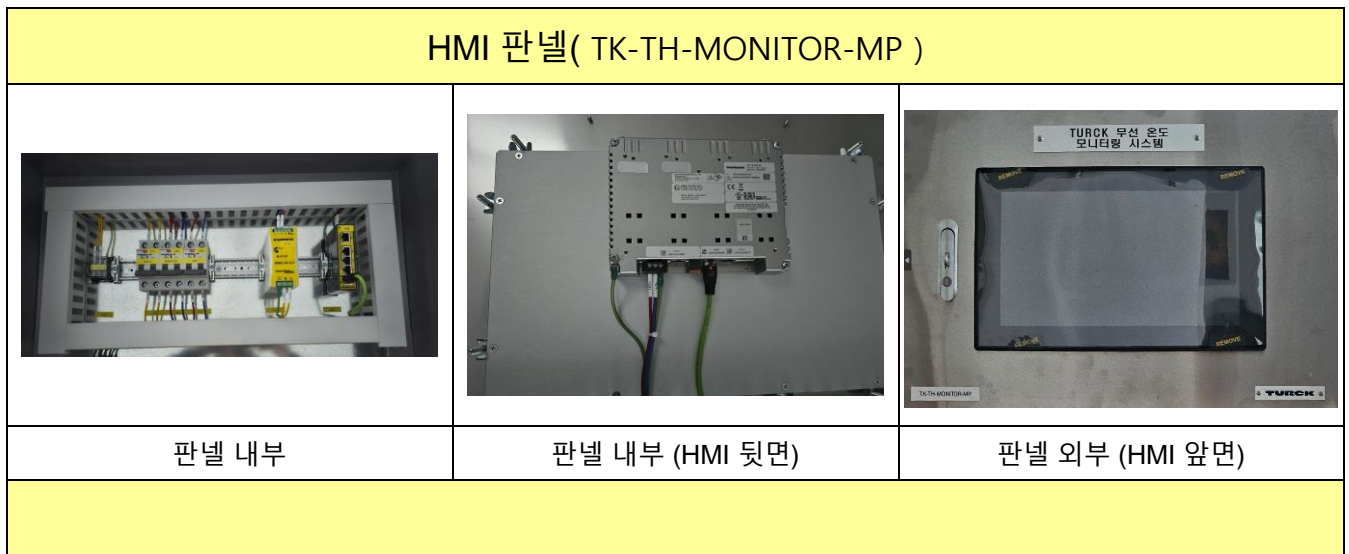 HMI 판넬( TK-TH-MONITOR-MP )
TURCK 무선 온도
모니터링 시스템
REMOVE
REMOVE
REMOVE
REMOVE
TK-TH-MONITOR-MP
TURCK
판넬 내부
판넬 내부 (HMI 뒷면)
판넬 외부 (HMI 앞면)